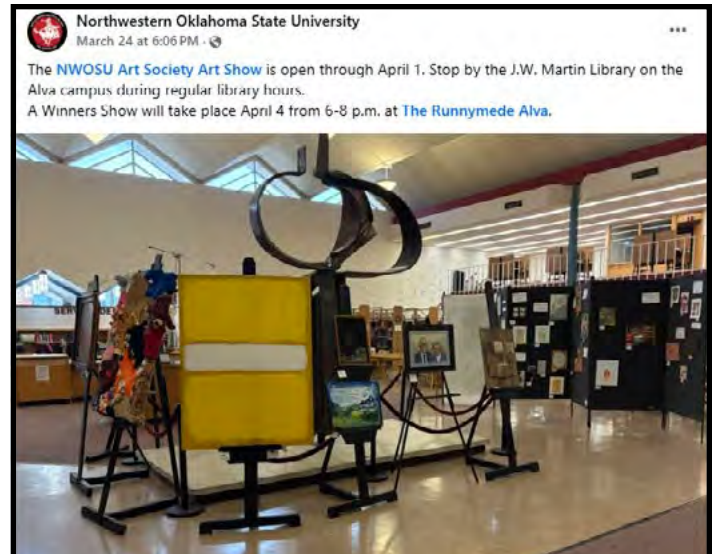 Northwestern Oklahoma State University
March 24 at 6:06 PM ·
The NWOSU Art Society Art Show is open through April 1. Stop by the J.W. Martin Library on the
Alva campus during regular library hours.
A Winners Show will take place April 4 from 6-8 p.m. at The Runnymede Alva.